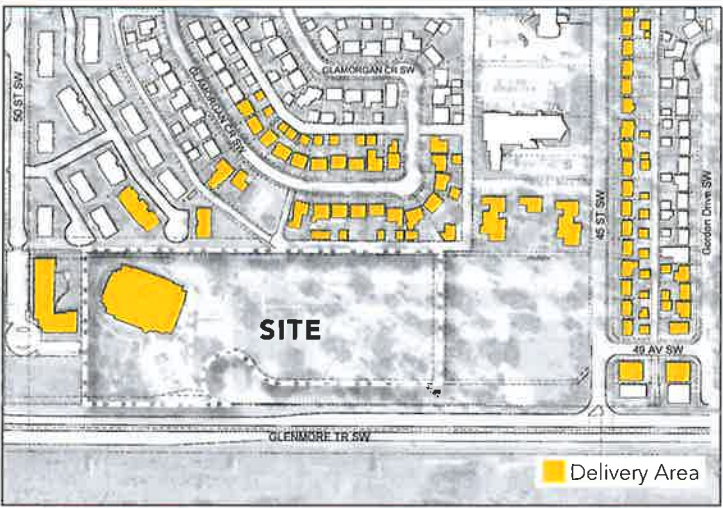 50 ST SW
GLAMORGAN CR SW
GLAMORGAN CR SW
45 ST SW
Gordon Drive SW
SITE
49 AV SW
GLENMORE TR SW
Delivery Area